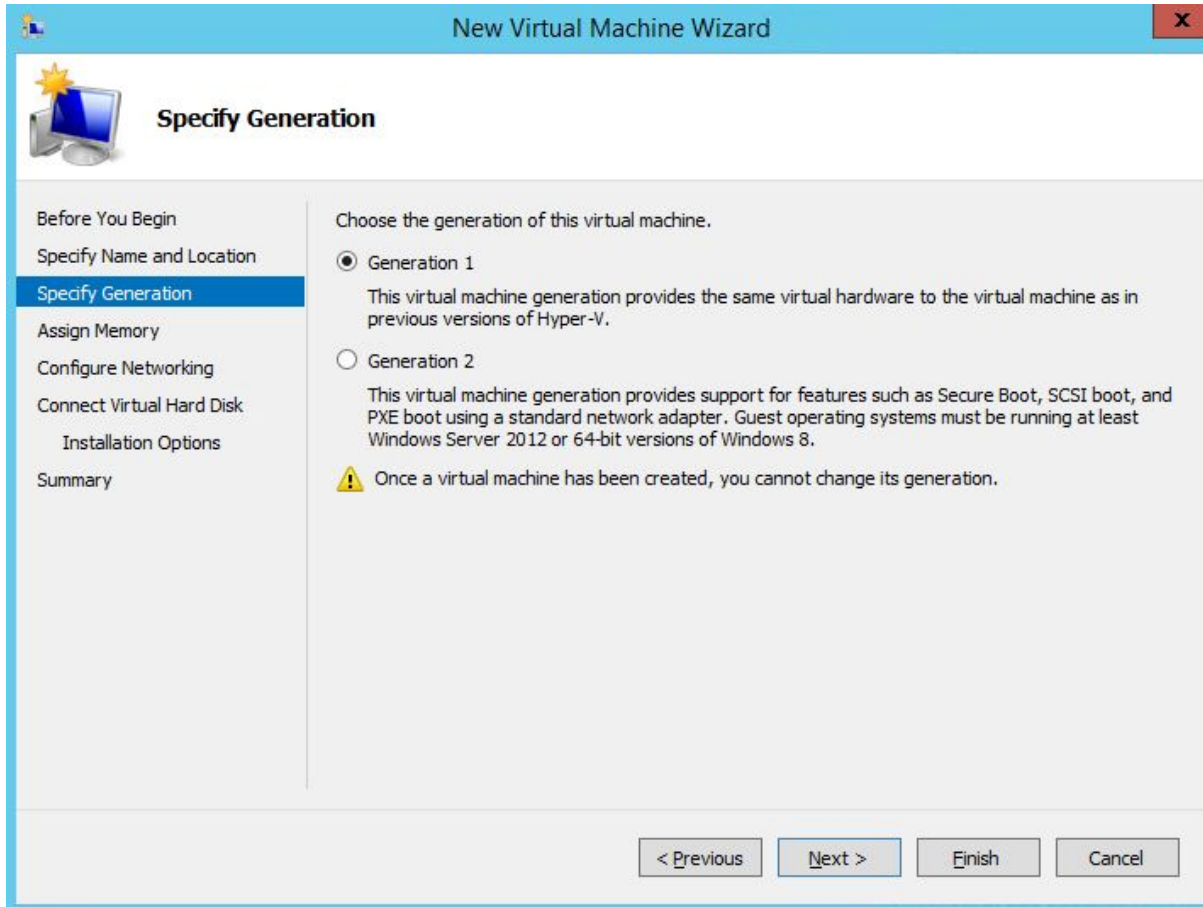 New Virtual Machine Wizard
x
Specify Generation
Before You Begin
Specify Name and Location
Specify Generation
Assign Memory
Configure Networking
Connect Virtual Hard Disk
Installation Options
Summary
Choose the generation of this virtual machine.
Generation 1
This virtual machine generation provides the same virtual hardware to the virtual machine as in
previous versions of Hyper-V.
Generation 2
This virtual machine generation provides support for features such as Secure Boot, SCSI boot, and
PXE boot using a standard network adapter. Guest operating systems must be running at least
Windows Server 2012 or 64-bit versions of Windows 8.
Once a virtual machine has been created, you cannot change its generation.
< Previous
Next >
Finish
Cancel